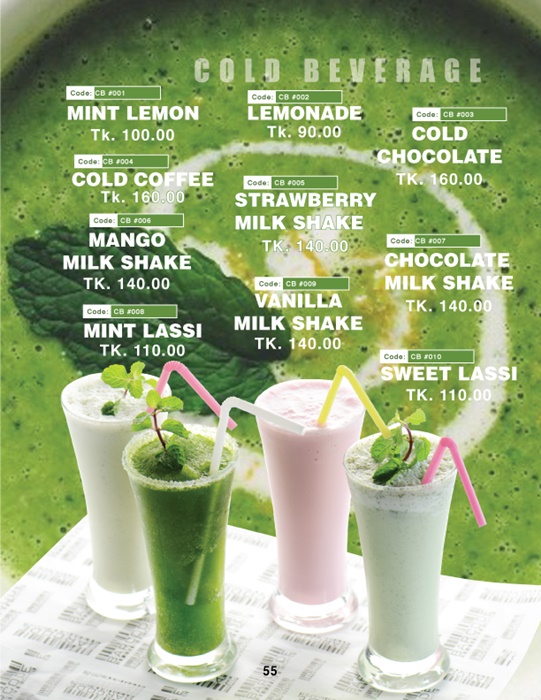 COLD BEVERAGE
Code: CB #001
MINT LEMON
Tk. 100.00
Code: CB #002
LEMONADE
Tk. 90.00
Code: CB #003
COLD
CHOCOLATE
TK. 160.00
Code: CB #004
COLD COFFEE
Tk. 160.00
Code: CB #005
STRAWBERRY
MILK SHAKE
TK. 140.00
Code: CB #006
MANGO
MILK SHAKE
TK. 140.00
Code: CB #007
CHOCOLATE
MILK SHAKE
TK. 140.00
Code: CB #008
MINT LASSI
TK. 110.00
Code: CB #009
VANILLA
MILK SHAKE
TK. 140.00
Code: CB #010
SWEET LASSI
TK. 110.00
55